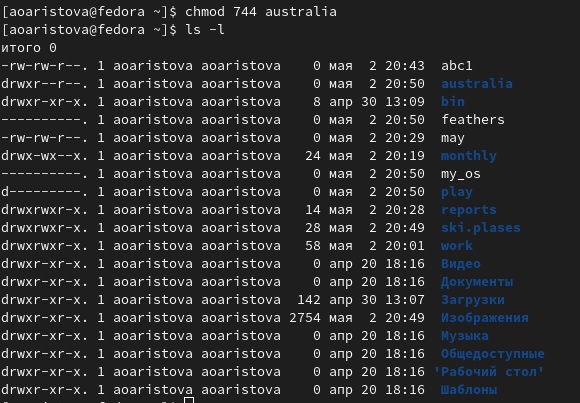 [aoaristova@fedora ~]$ chmod 744 australia
[aoaristova@fedora ~]$ ls -l
итого 0
-rw-rw-r--. 1 aoaristova aoaristova    0 мая  2 20:43  abc1
drwxr--r--. 1 aoaristova aoaristova    0 мая  2 20:50  australia
drwxr-xr-x. 1 aoaristova aoaristova    8 апр 30 13:09  bin
----------. 1 aoaristova aoaristova    0 мая  2 20:50  feathers
-rw-rw-r--. 1 aoaristova aoaristova    0 мая  2 20:29  may
drwx-wx--x. 1 aoaristova aoaristova   24 мая  2 20:19  monthly
----------. 1 aoaristova aoaristova    0 мая  2 20:50  my_os
d---------. 1 aoaristova aoaristova    0 мая  2 20:50  play
drwxrwxr-x. 1 aoaristova aoaristova   14 мая  2 20:28  reports
drwxrwxr-x. 1 aoaristova aoaristova   28 мая  2 20:49  ski.plases
drwxrwxr-x. 1 aoaristova aoaristova   58 мая  2 20:01  work
drwxr-xr-x. 1 aoaristova aoaristova    0 апр 20 18:16  Видео
drwxr-xr-x. 1 aoaristova aoaristova    0 апр 20 18:16  Документы
drwxr-xr-x. 1 aoaristova aoaristova  142 апр 30 13:07  Загрузки
drwxr-xr-x. 1 aoaristova aoaristova 2754 мая  2 20:49  Изображения
drwxr-xr-x. 1 aoaristova aoaristova    0 апр 20 18:16  Музыка
drwxr-xr-x. 1 aoaristova aoaristova    0 апр 20 18:16  Общедоступные
drwxr-xr-x. 1 aoaristova aoaristova    0 апр 20 18:16 'Рабочий стол'
drwxr-xr-x. 1 aoaristova aoaristova    0 апр 20 18:16  Шаблоны